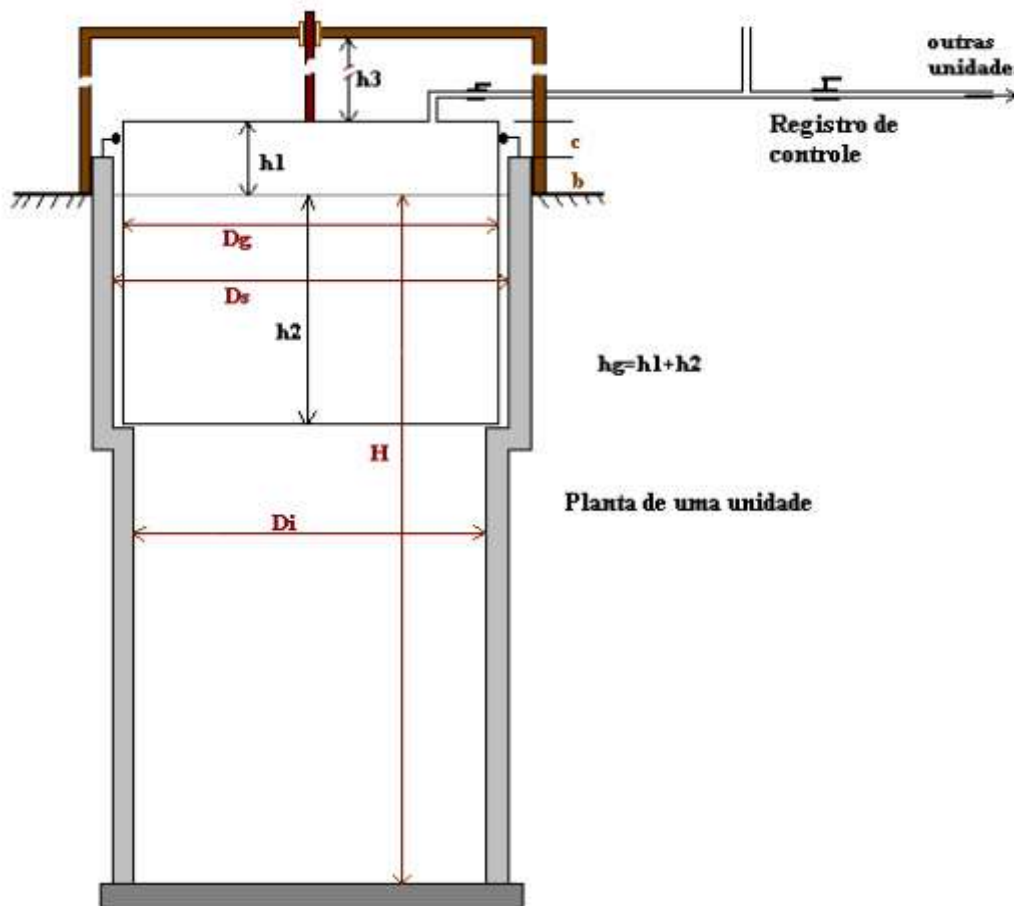 outras
unidade
h3
Registro de
controle
c
h1
b
Dg
Ds
h2
hg=h1+h2
H
Planta de uma unidade
Di